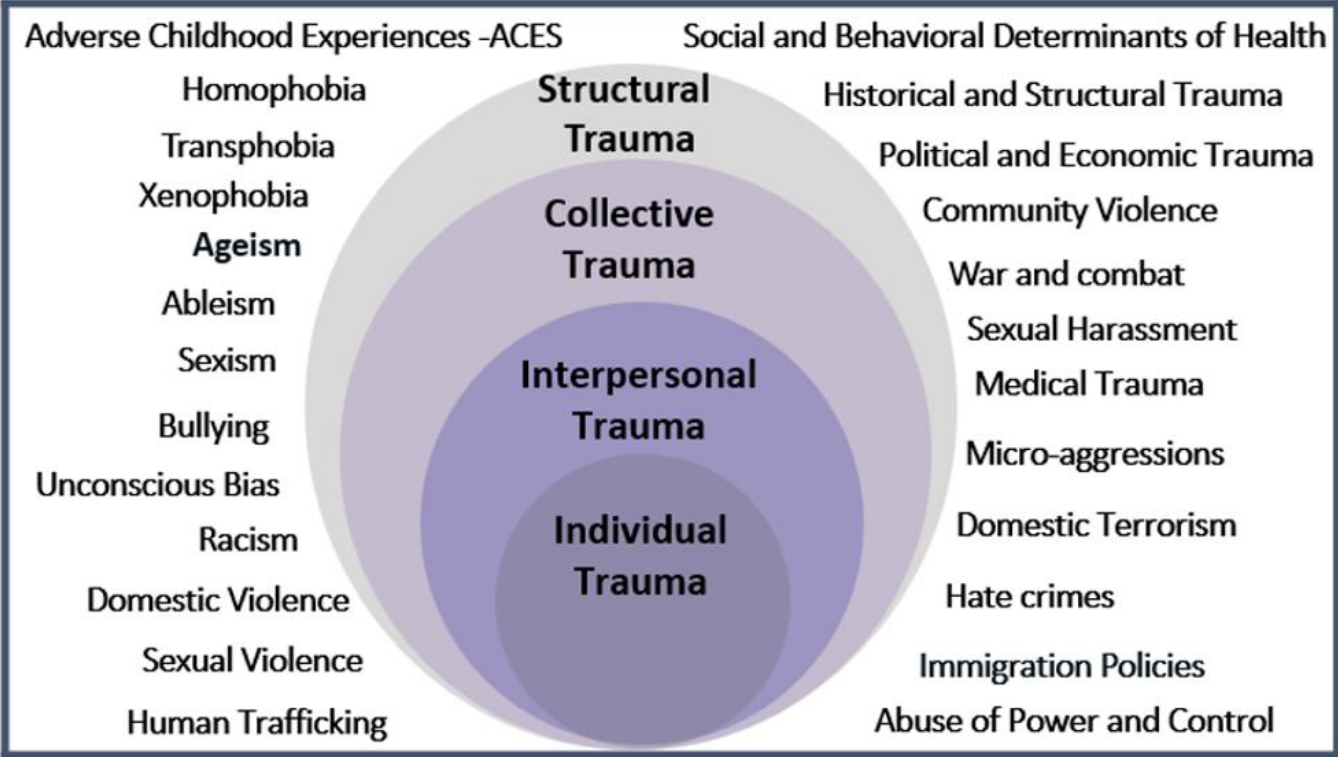 Adverse Childhood Experiences -ACES
Homophobia
Transphobia
Xenophobia
Ageism
Ableism
Sexism
Bullying
Unconscious Bias
Racism
Domestic Violence
Sexual Violence
Human Trafficking
Structural
Trauma
Collective
Trauma
Interpersonal
Trauma
Individual
Trauma
Social and Behavioral Determinants of Health
Historical and Structural Trauma
Political and Economic Trauma
Community Violence
War and combat
Sexual Harassment
Medical Trauma
Micro-aggressions
Domestic Terrorism
Hate crimes
Immigration Policies
Abuse of Power and Control